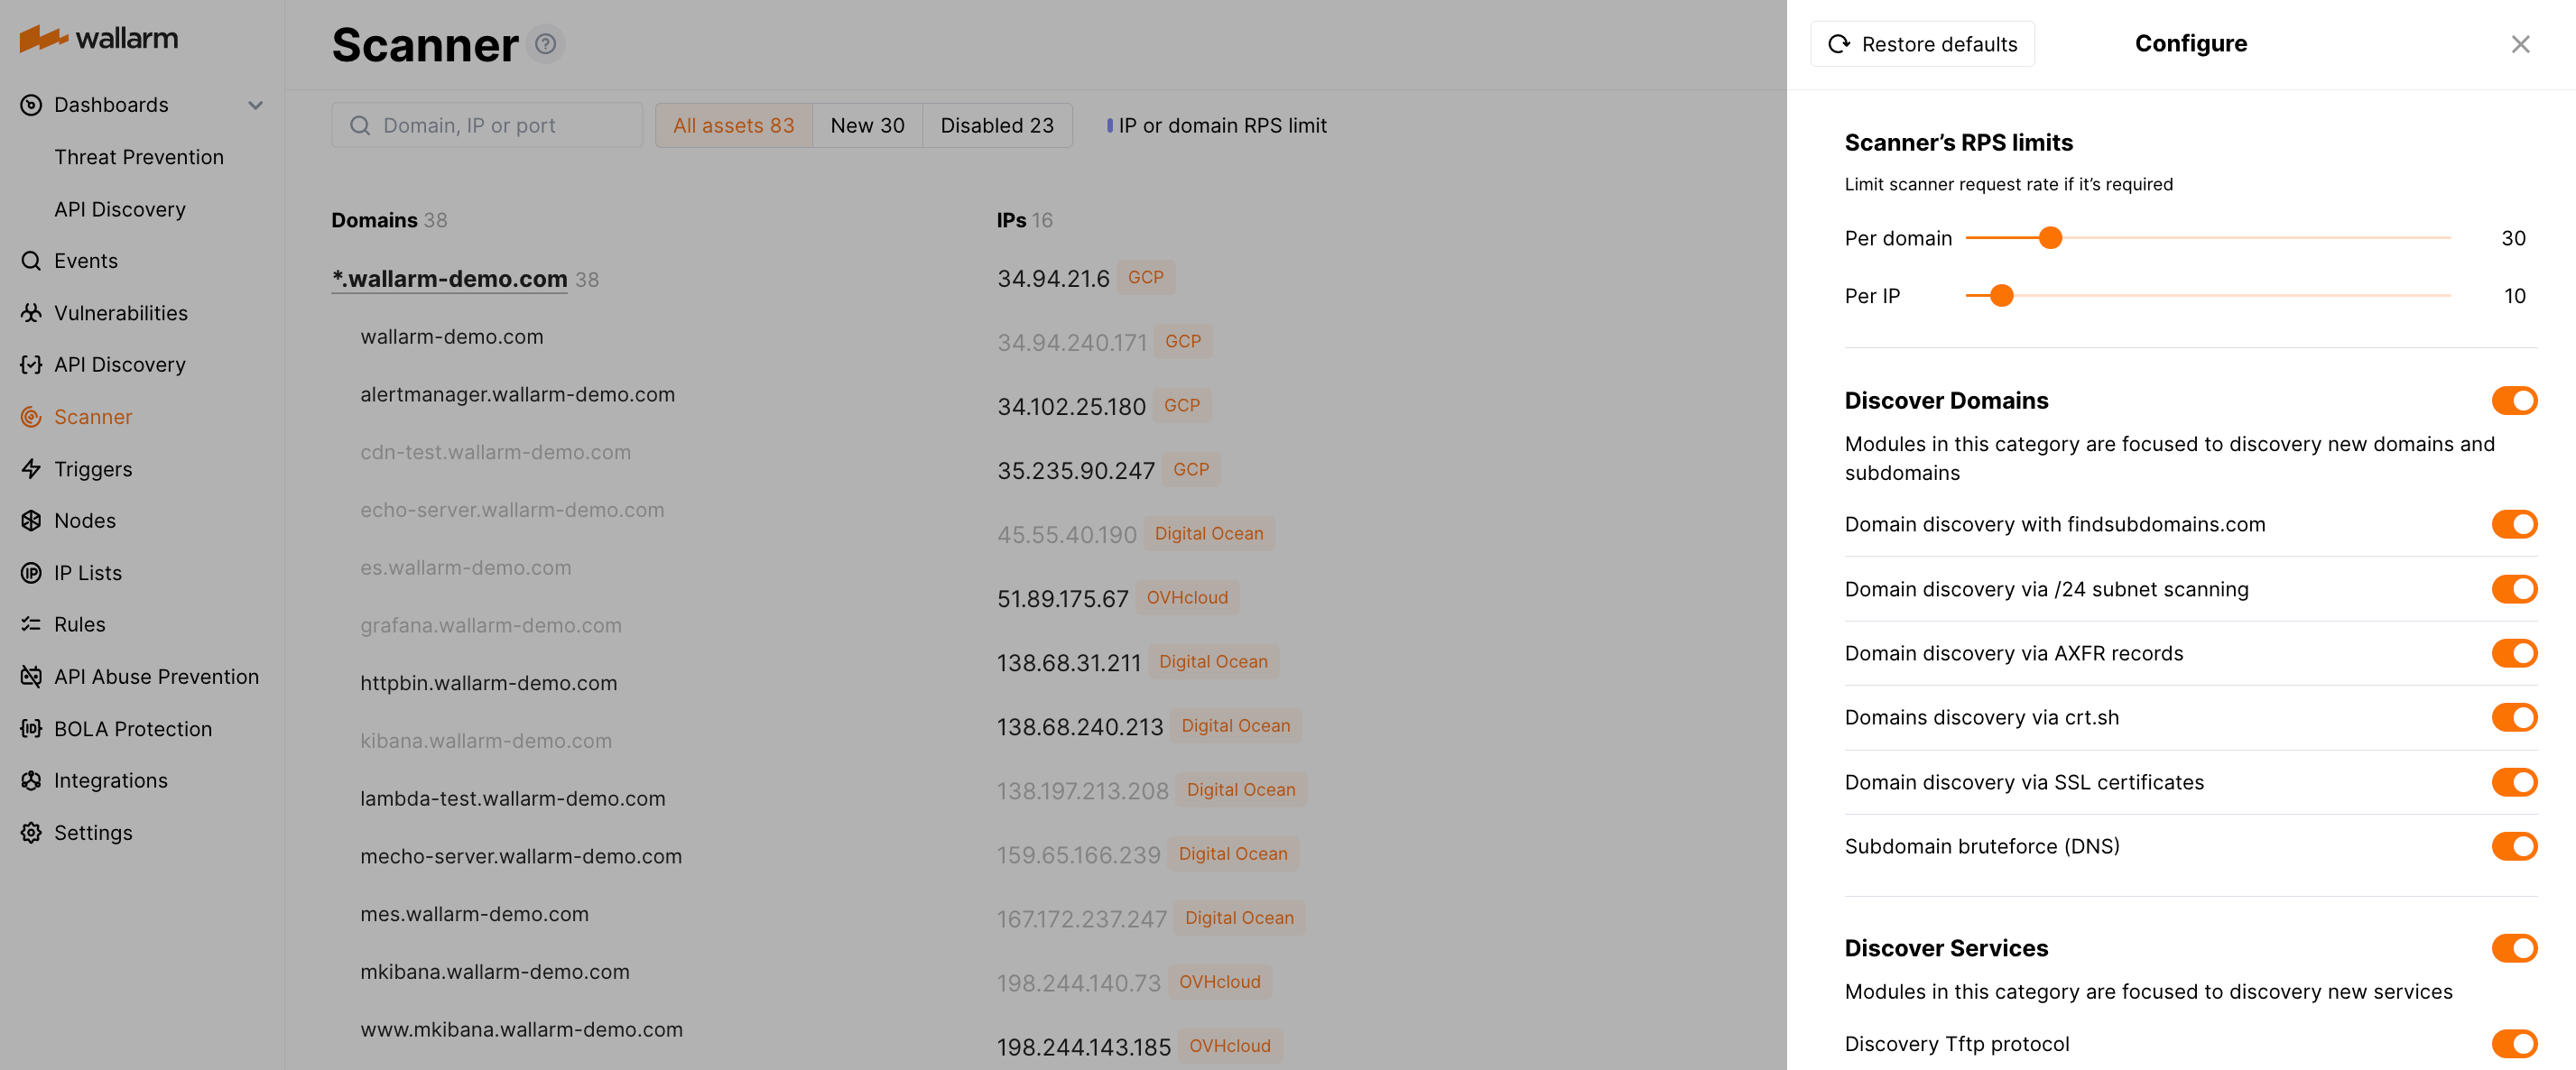 wallarm
Dashboards
Threat Prevention
API Discovery
Events
Vulnerabilities
API Discovery
Scanner
Triggers
Nodes
IP Lists
Rules
API Abuse Prevention
BOLA Protection
Integrations
Settings
Scanner ?
Domain, IP or port
All assets 83 New 30 Disabled 23 IP or domain RPS limit
Domains 38
*.wallarm-demo.com 38
wallarm-demo.com
alertmanager.wallarm-demo.com
cdn-test.wallarm-demo.com
echo-server.wallarm-demo.com
es.wallarm-demo.com
grafana.wallarm-demo.com
httpbin.wallarm-demo.com
kibana.wallarm-demo.com
lambda-test.wallarm-demo.com
mecho-server.wallarm-demo.com
mes.wallarm-demo.com
mkibana.wallarm-demo.com
www.mkibana.wallarm-demo.com
IPs 16
34.94.21.6 GCP
34.94.240.171 GCP
34.102.25.180 GCP
35.235.90.247 GCP
45.55.40.190 Digital Ocean
51.89.175.67 OVHcloud
138.68.31.211 Digital Ocean
138.68.240.213 Digital Ocean
138.197.213.208 Digital Ocean
159.65.166.239 Digital Ocean
167.172.237.247 Digital Ocean
198.244.140.73 OVHcloud
198.244.143.185 OVHcloud
Restore defaults
Configure
Scanner’s RPS limits
Limit scanner request rate if it’s required
Per domain 30
Per IP 10
Discover Domains
Modules in this category are focused to discovery new domains and
subdomains
Domain discovery with findsubdomains.com
Domain discovery via /24 subnet scanning
Domain discovery via AXFR records
Domains discovery via crt.sh
Domain discovery via SSL certificates
Subdomain bruteforce (DNS)
Discover Services
Modules in this category are focused to discovery new services
Discovery Tftp protocol